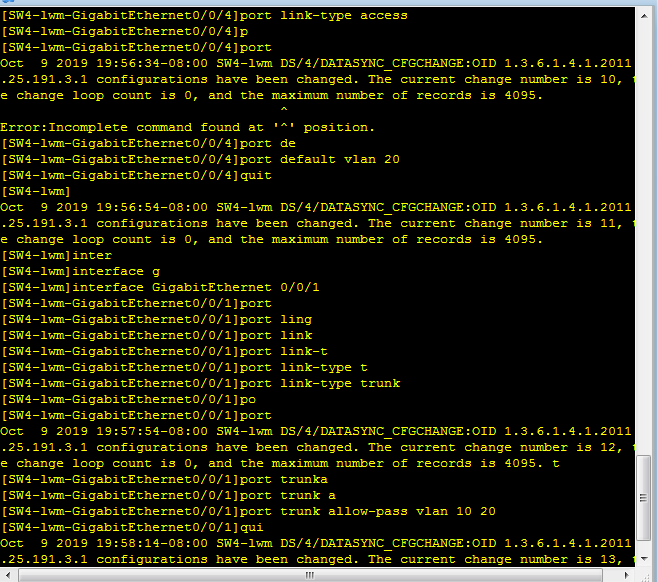 [SW4-lwm-GigabitEthernet0/0/4]port link-type access
[SW4-lwm-GigabitEthernet0/0/4]p
[SW4-lwm-GigabitEthernet0/0/4]port
Oct  9 2019 19:56:34-08:00 SW4-lwm DS/4/DATASYNC_CFGCHANGE:OID 1.3.6.1.4.1.2011
.25.191.3.1 configurations have been changed. The current change number is 10, t
e change loop count is 0, and the maximum number of records is 4095.
^
Error:Incomplete command found at '^' position.
[SW4-lwm-GigabitEthernet0/0/4]port de
[SW4-lwm-GigabitEthernet0/0/4]port default vlan 20
[SW4-lwm-GigabitEthernet0/0/4]quit
[SW4-lwm]
Oct  9 2019 19:56:54-08:00 SW4-lwm DS/4/DATASYNC_CFGCHANGE:OID 1.3.6.1.4.1.2011
.25.191.3.1 configurations have been changed. The current change number is 11, t
e change loop count is 0, and the maximum number of records is 4095.
[SW4-lwm]inter
[SW4-lwm]interface g
[SW4-lwm]interface GigabitEthernet 0/0/1
[SW4-lwm-GigabitEthernet0/0/1]port
[SW4-lwm-GigabitEthernet0/0/1]port ling
[SW4-lwm-GigabitEthernet0/0/1]port link
[SW4-lwm-GigabitEthernet0/0/1]port link-t
[SW4-lwm-GigabitEthernet0/0/1]port link-type t
[SW4-lwm-GigabitEthernet0/0/1]port link-type trunk
[SW4-lwm-GigabitEthernet0/0/1]po
[SW4-lwm-GigabitEthernet0/0/1]port
Oct  9 2019 19:57:54-08:00 SW4-lwm DS/4/DATASYNC_CFGCHANGE:OID 1.3.6.1.4.1.2011
.25.191.3.1 configurations have been changed. The current change number is 12, t
e change loop count is 0, and the maximum number of records is 4095. t
[SW4-lwm-GigabitEthernet0/0/1]port trunka
[SW4-lwm-GigabitEthernet0/0/1]port trunk a
[SW4-lwm-GigabitEthernet0/0/1]port trunk allow-pass vlan 10 20
[SW4-lwm-GigabitEthernet0/0/1]qui
Oct  9 2019 19:58:14-08:00 SW4-lwm DS/4/DATASYNC_CFGCHANGE:OID 1.3.6.1.4.1.2011
.25.191.3.1 configurations have been changed. The current change number is 13, t